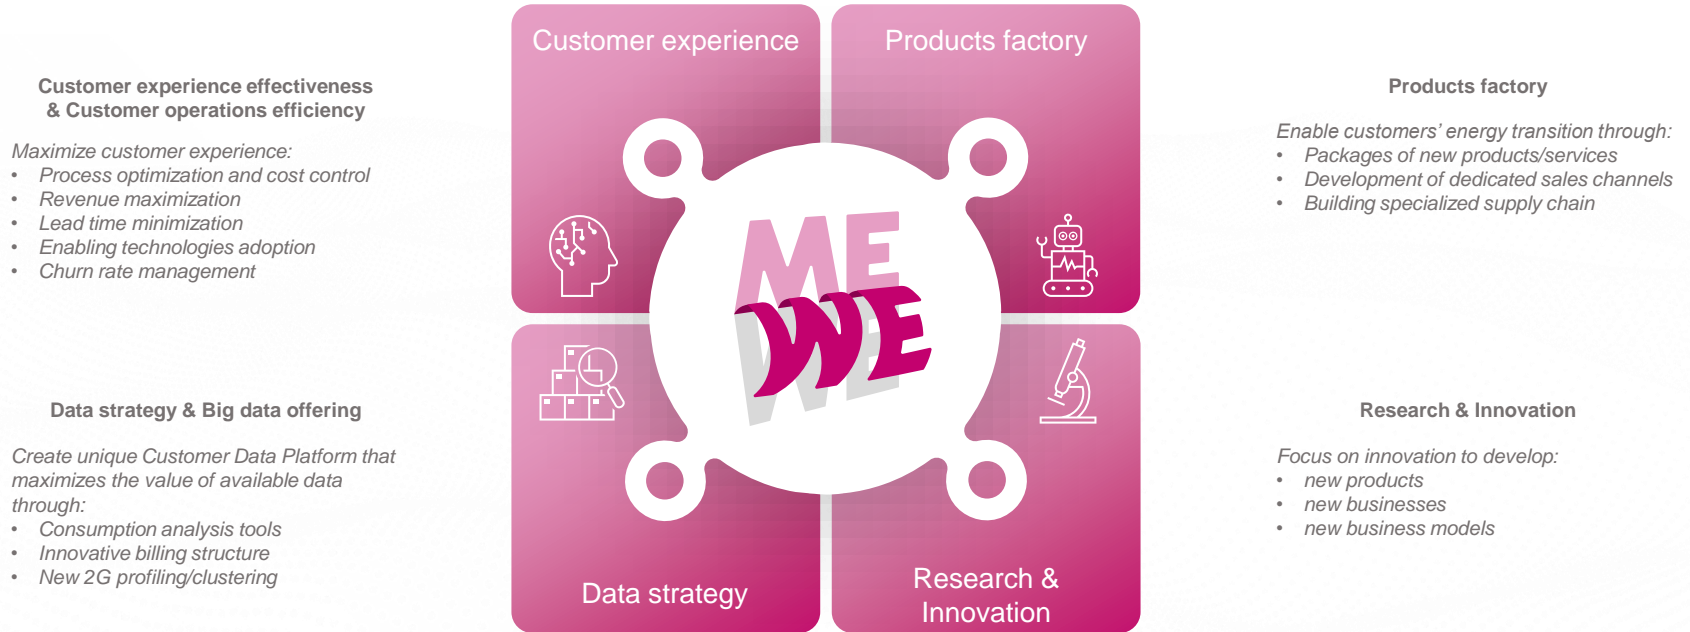 Customer experience
Products factory
Customer experience effectiveness
& Customer operations efficiency
Maximize customer experience:
• Process optimization and cost control
• Revenue maximization
• Lead time minimization
• Enabling technologies adoption
• Churn rate management
Products factory
Enable customers’ energy transition through:
• Packages of new products/services
• Development of dedicated sales channels
• Building specialized supply chain
ME
WE
Data strategy & Big data offering
Create unique Customer Data Platform that
maximizes the value of available data
through:
• Consumption analysis tools
• Innovative billing structure
• New 2G profiling/clustering
Research & Innovation
Focus on innovation to develop:
• new products
• new businesses
• new business models
Data strategy
Research &
Innovation